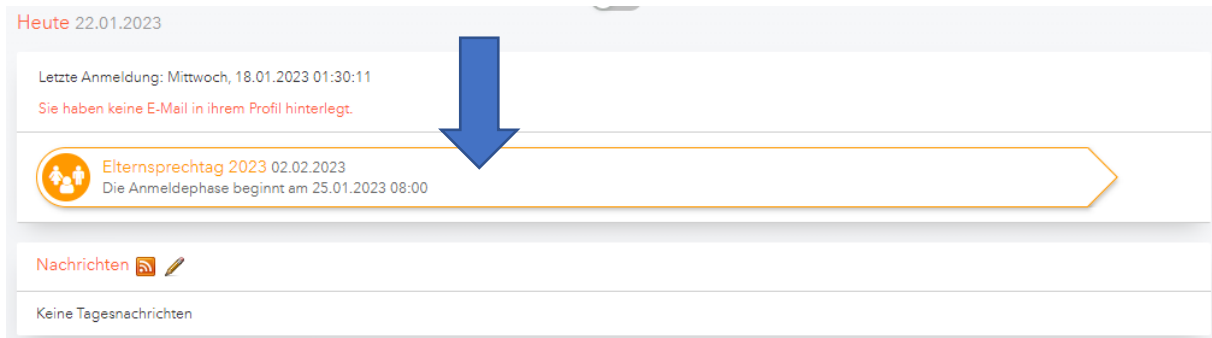 Heute 22.01.2023
Letzte Anmeldung: Mittwoch, 18.01.2023 01:30:11
Sie haben keine E-Mail in ihrem Profil hinterlegt.
Elternsprechtag 2023 02.02.2023
Die Anmeldephase beginnt am 25.01.2023 08:00
Nachrichten
Keine Tagesnachrichten